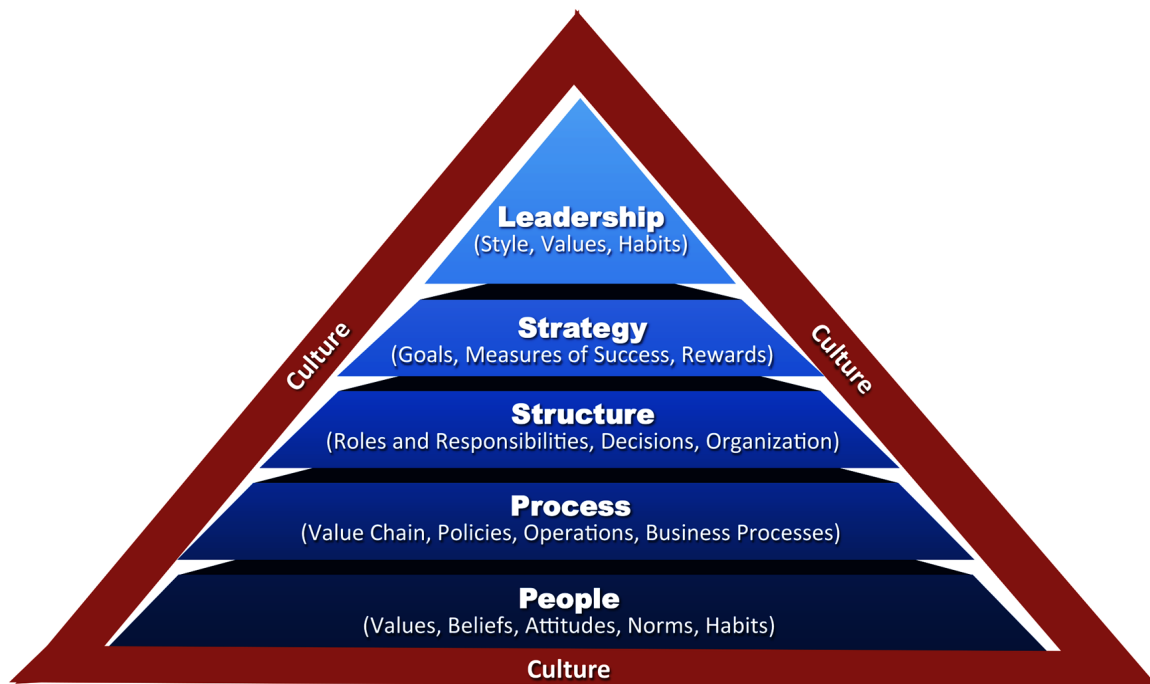 Leadership
(Style, Values, Habits)
Strategy
(Goals, Measures of Success, Rewards)
Culture
Culture
Structure
(Roles and Responsibilities, Decisions, Organization)
Process
(Value Chain, Policies, Operations, Business Processes)
People
(Values, Beliefs, Attitudes, Norms, Habits)
Culture